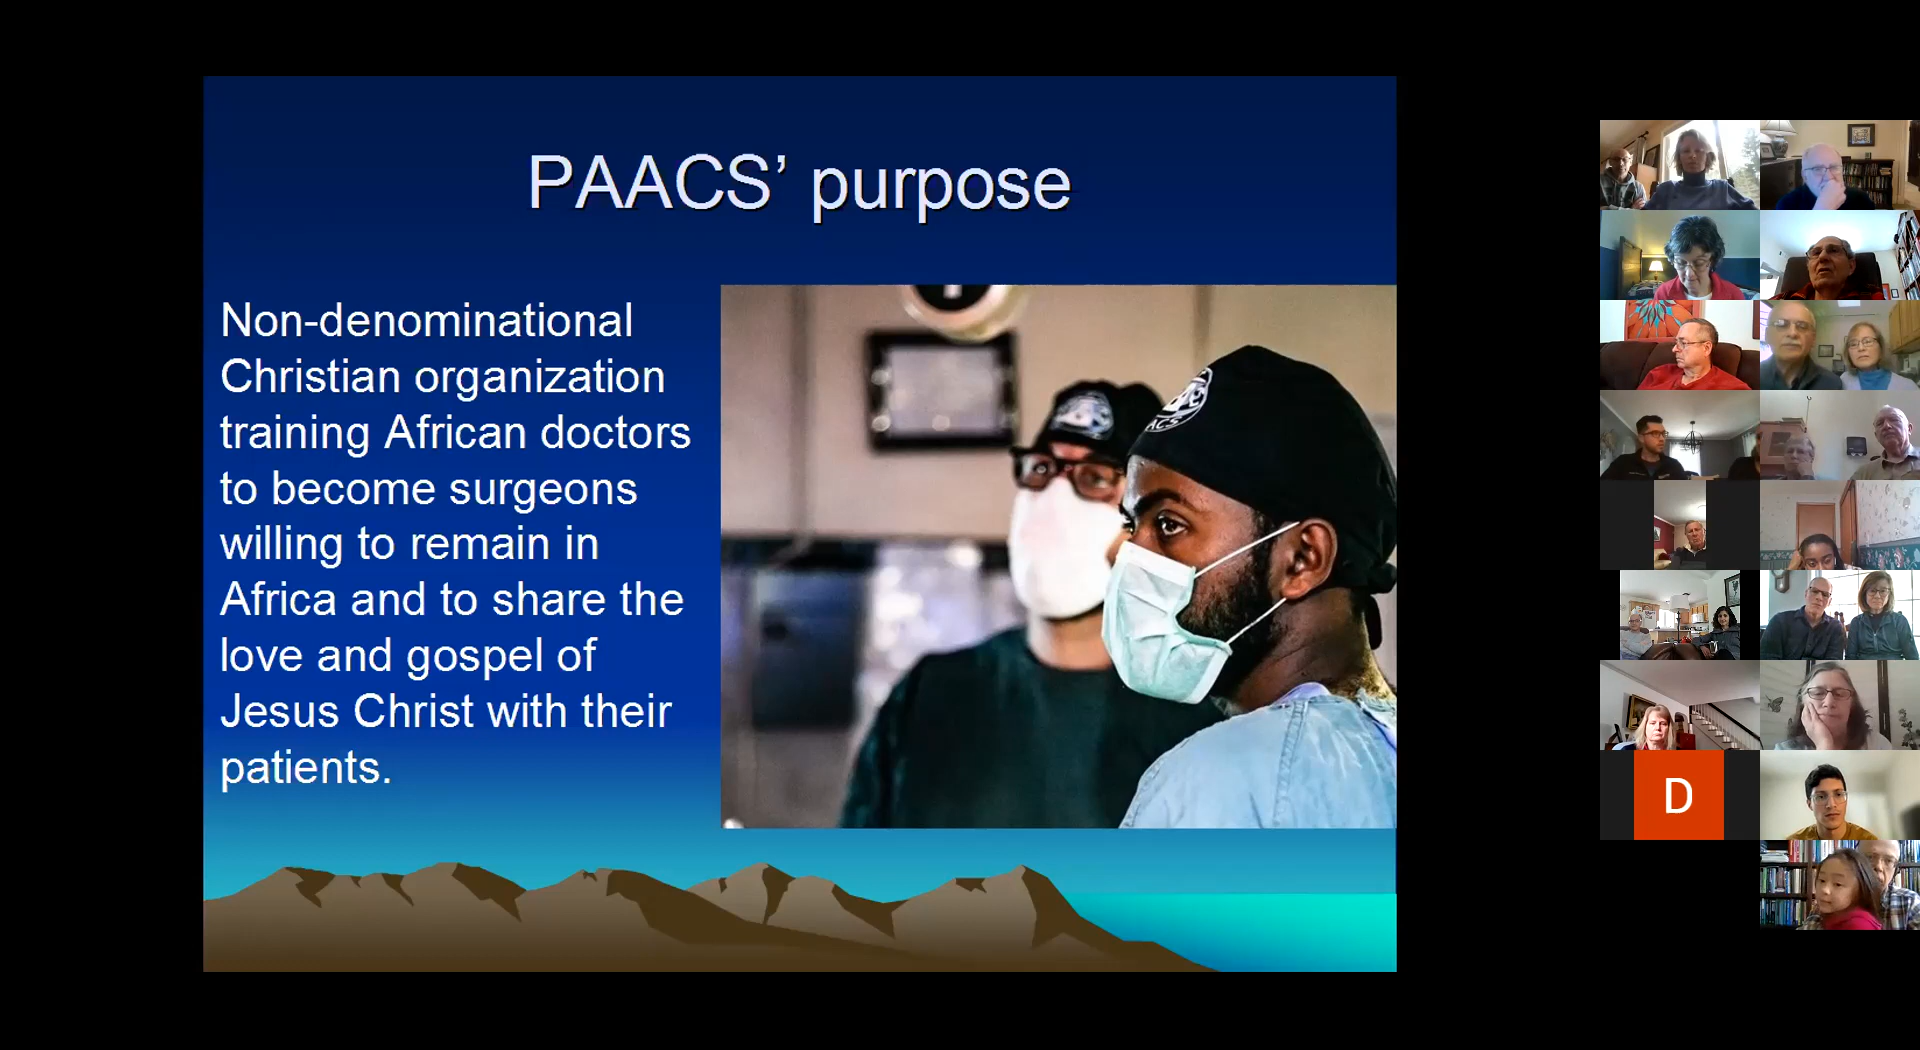 PAACS’ purpose
Non-denominational
Christian organization
training African doctors
to become surgeons
willing to remain in
Africa and to share the
love and gospel of
Jesus Christ with their
patients.
D